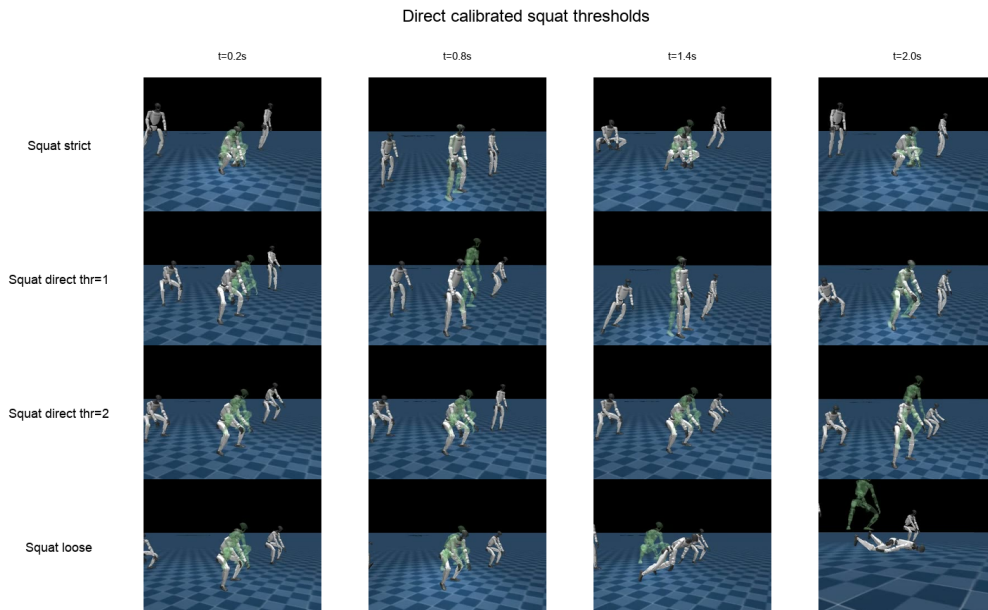 Direct calibrated squat thresholds
t=0.2s
t=0.8s
t=1.4s
t=2.0s
Squat strict
Squat direct thr=1
Squat direct thr=2
Squat loose